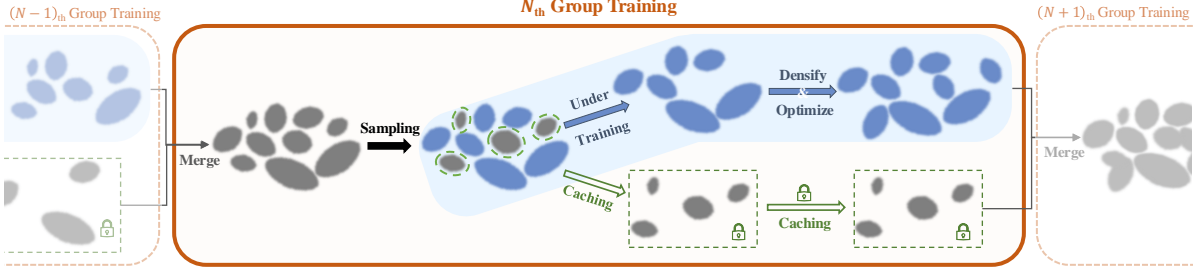 (N − 1)th Group Training
Nth Group Training
(N + 1)th Group Training
Merge
Sampling
Under
Training
Densify
&
Optimize
Caching
Caching
Merge